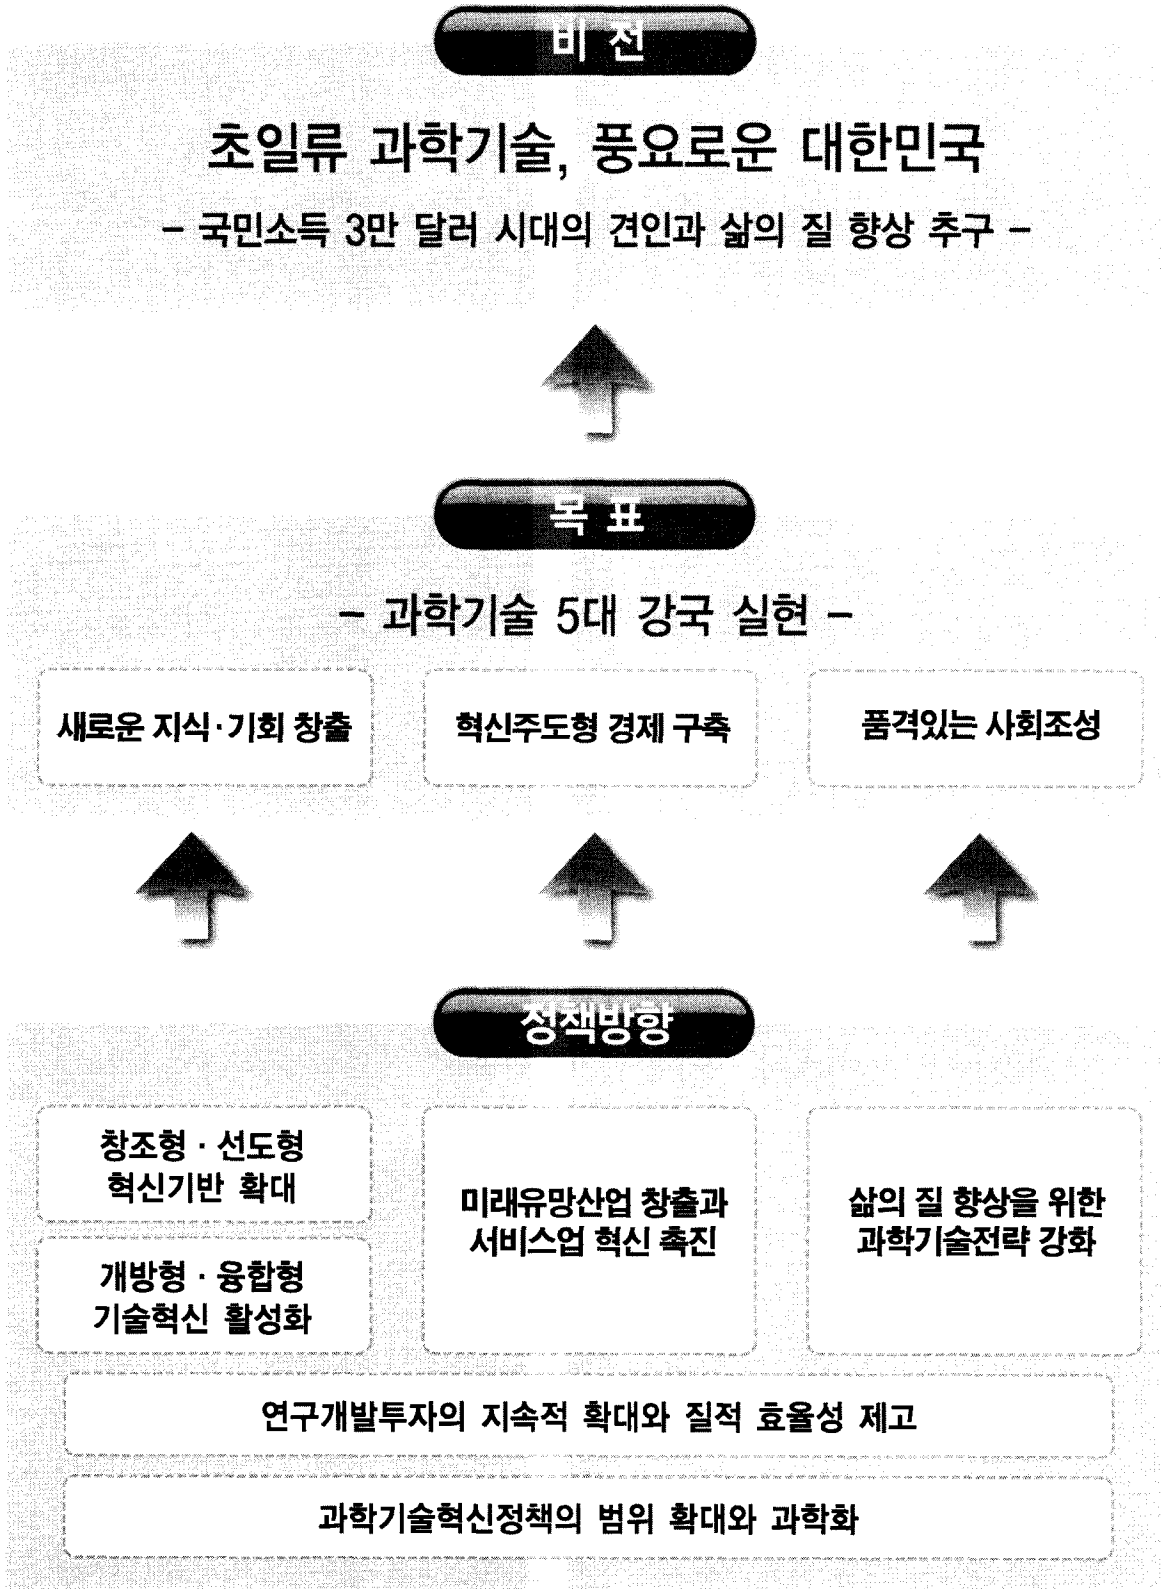 비 전
초일류 과학기술, 풍요로운 대한민국
– 국민소득 3만 달러 시대의 견인과 삶의 질 향상 추구 –
목 표
– 과학기술 5대 강국 실현 –
새로운 지식·기회 창출
혁신주도형 경제 구축
품격있는 사회조성
정책방향
창조형 · 선도형
혁신기반 확대
개방형 · 융합형
기술혁신 활성화
미래유망산업 창출과
서비스업 혁신 촉진
삶의 질 향상을 위한
과학기술전략 강화
연구개발투자의 지속적 확대와 질적 효율성 제고
과학기술혁신정책의 범위 확대와 과학화